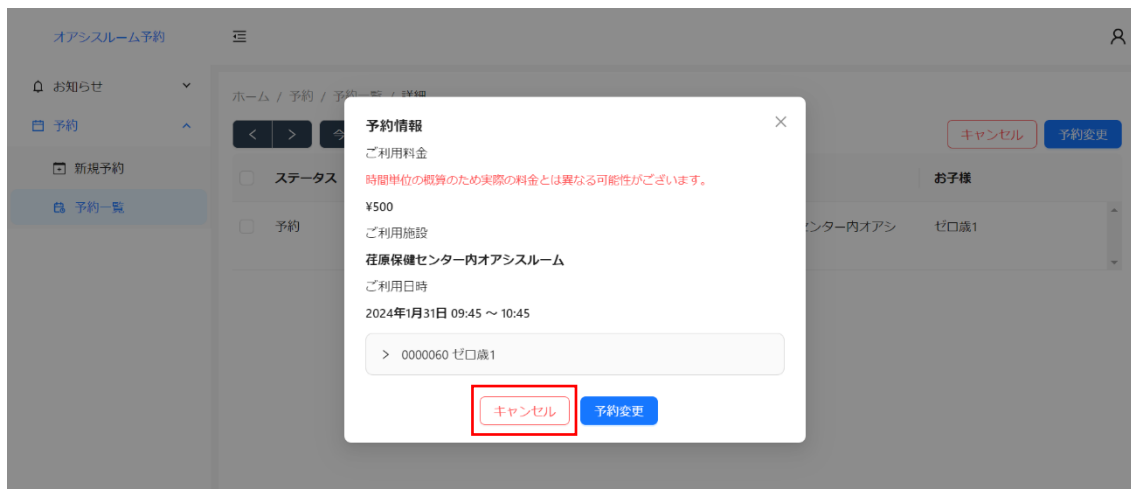 オアシスルーム予約
お知らせ
予約
新規予約
予約一覧
ホーム / 予約 / 予約一覧 / 詳細
< > 今
キャンセル 予約変更
ステータス お子様
予約 センター内オアシ ゼロ歳1
予約情報
ご利用料金
時間単位の概算のため実際の料金とは異なる可能性がございます。
¥500
ご利用施設
荏原保健センター内オアシスルーム
ご利用日時
2024年1月31日 09:45 ～ 10:45
> 0000060 ゼロ歳1
キャンセル 予約変更